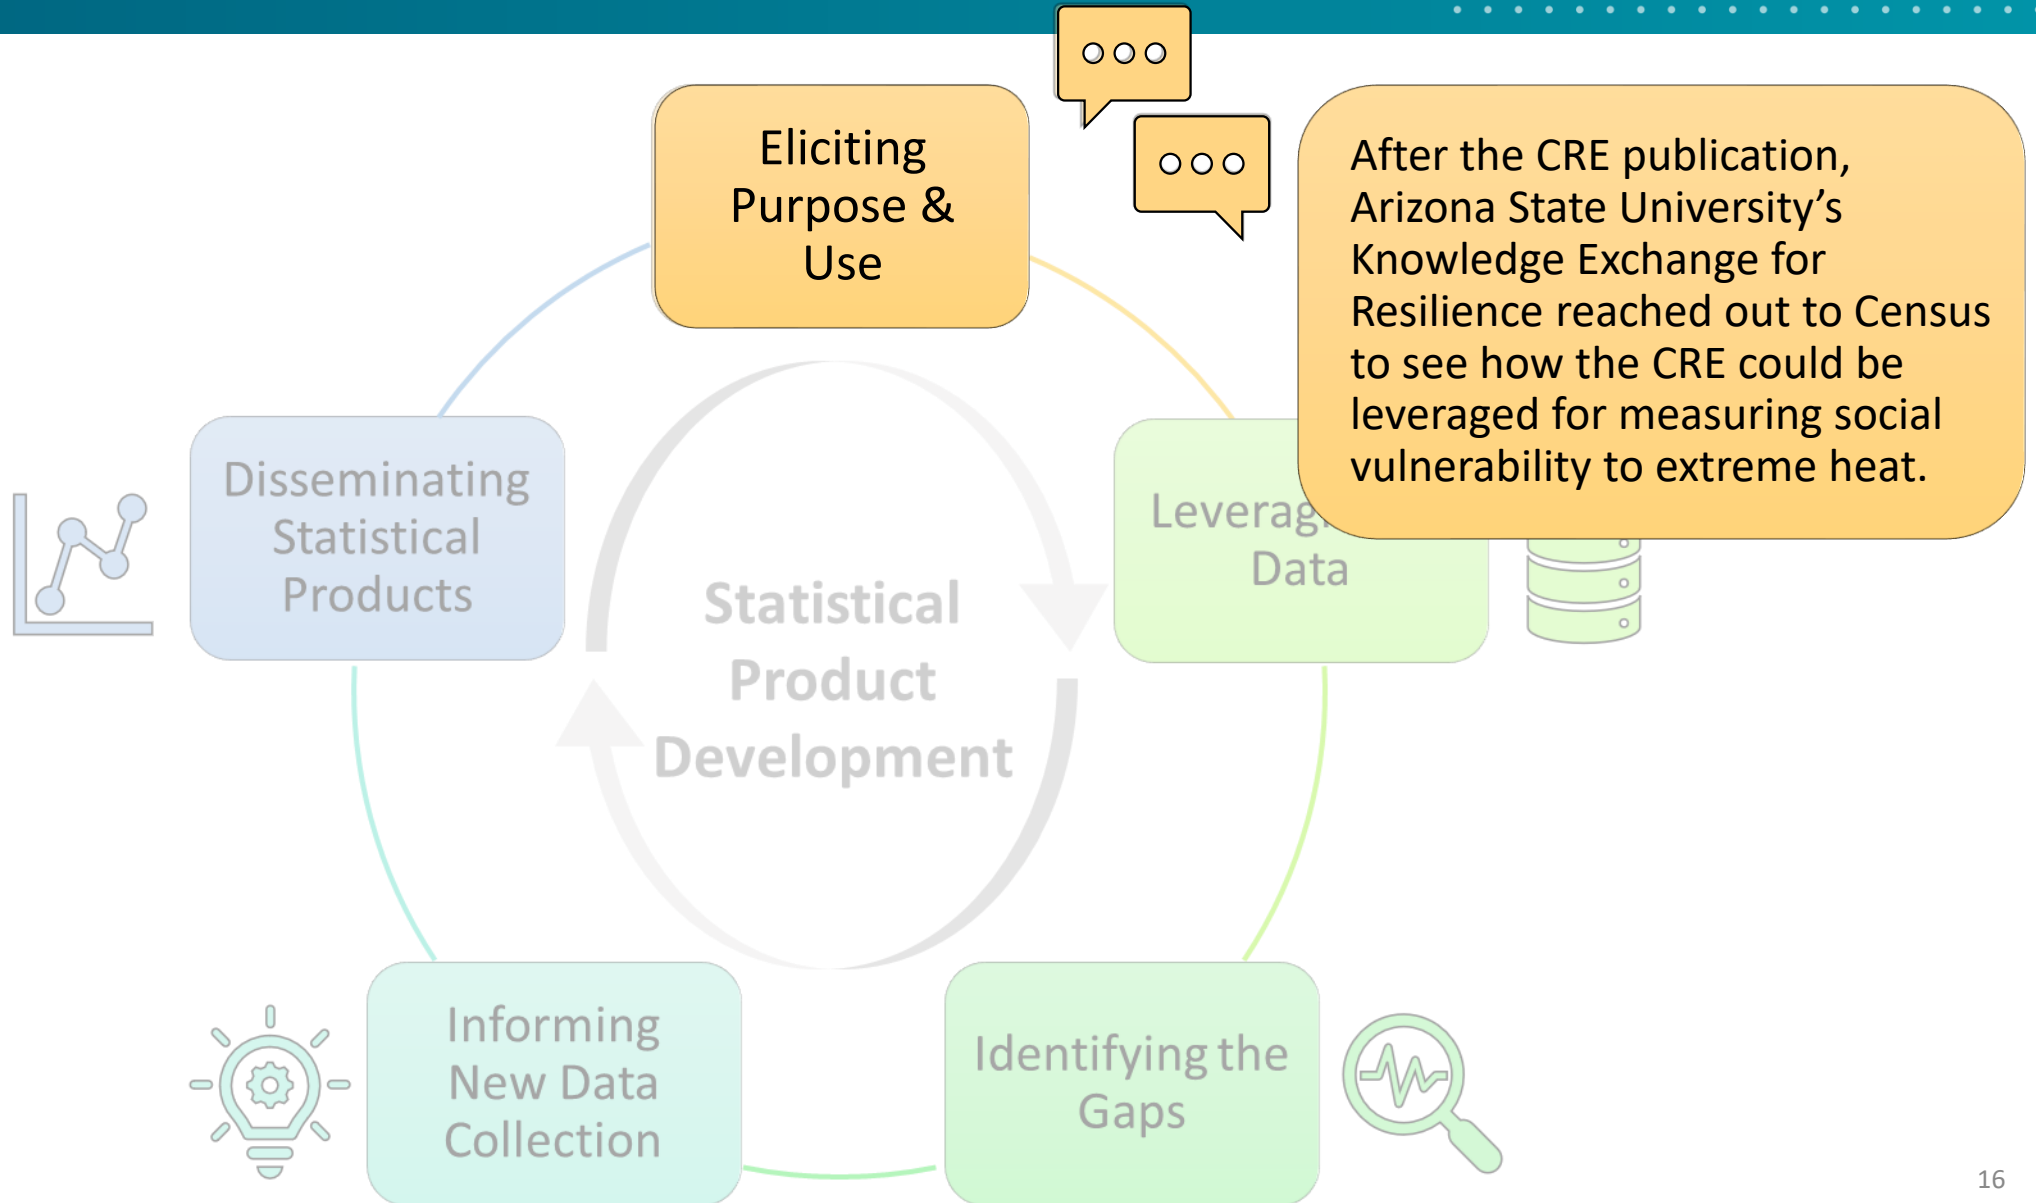 Eliciting
Purpose &
Use
After the CRE publication,
Arizona State University’s
Knowledge Exchange for
Resilience reached out to Census
to see how the CRE could be
leveraged for measuring social
vulnerability to extreme heat.
Leverag
Data
Identifying the
Gaps
Informing
New Data
Collection
Disseminating
Statistical
Products
Statistical
Product
Development
16